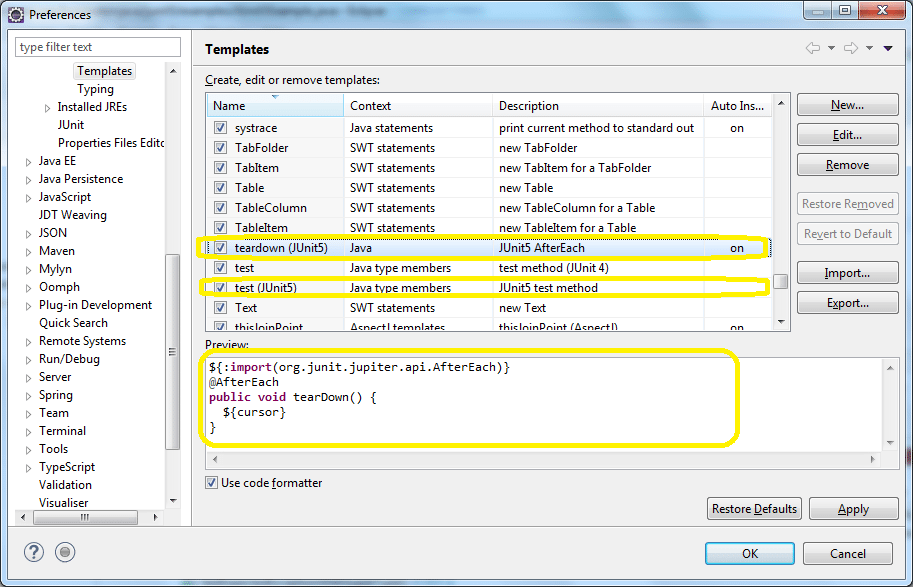 Preferences
type filter text
Templates
Typing
Installed JREs
JUnit
Properties Files Edito
Java EE
Java Persistence
JavaScript
JDT Weaving
JSON
Maven
Mylyn
Oomph
Plug-in Development
Quick Search
Remote Systems
Run/Debug
Server
Spring
Team
Terminal
Tools
TypeScript
Validation
Visualiser
Templates
Create, edit or remove templates:
Name Context Description Auto Ins...
systrace Java statements print current method to standard out on
TabFolder SWT statements new TabFolder
TabItem SWT statements new TabItem for a TabFolder
Table SWT statements new Table
TableColumn SWT statements new TableColumn for a Table
TableItem SWT statements new TableItem for a Table
teardown (JUnit5) Java JUnit5 AfterEach on
test Java type members test method (JUnit 4)
test (JUnit5) Java type members JUnit5 test method
Text SWT statements new Text
thisJoinPoint AspectJ templates thisJoinPoint (AspectJ) on
New...
Edit...
Remove
Restore Removed
Revert to Default
Import...
Export...
Preview:
${:import(org.junit.jupiter.api.AfterEach)}
@AfterEach
public void tearDown() {
${cursor}
}
Use code formatter
Restore Defaults Apply
OK Cancel